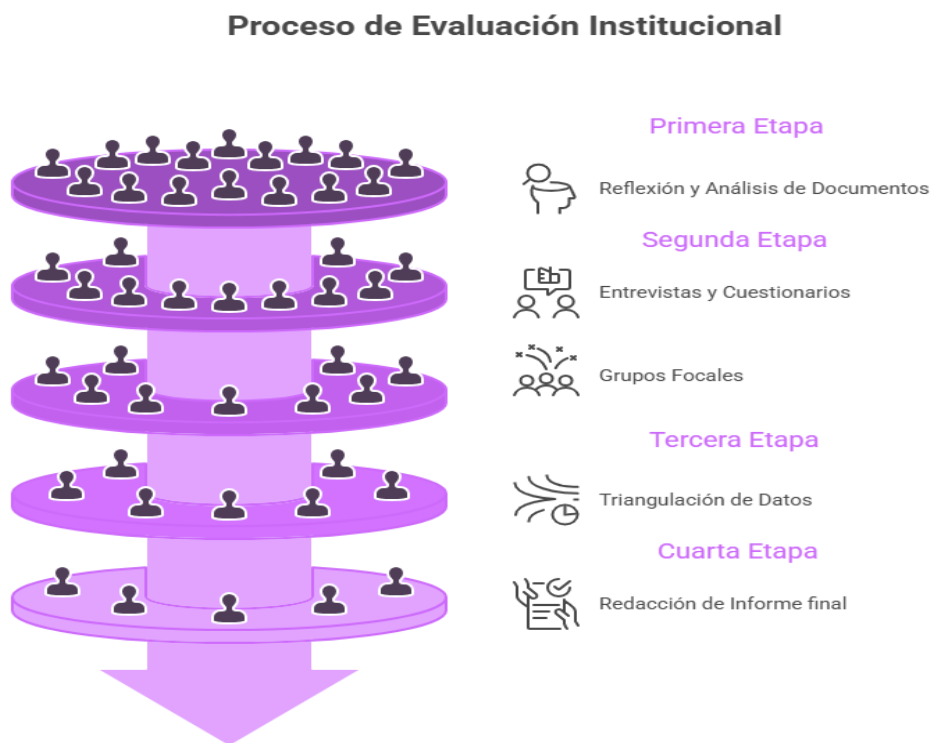 Proceso de Evaluación Institucional
Primera Etapa
Reflexión y Análisis de Documentos
Segunda Etapa
Entrevistas y Cuestionarios
Grupos Focales
Tercera Etapa
Triangulación de Datos
Cuarta Etapa
Redacción de Informe final